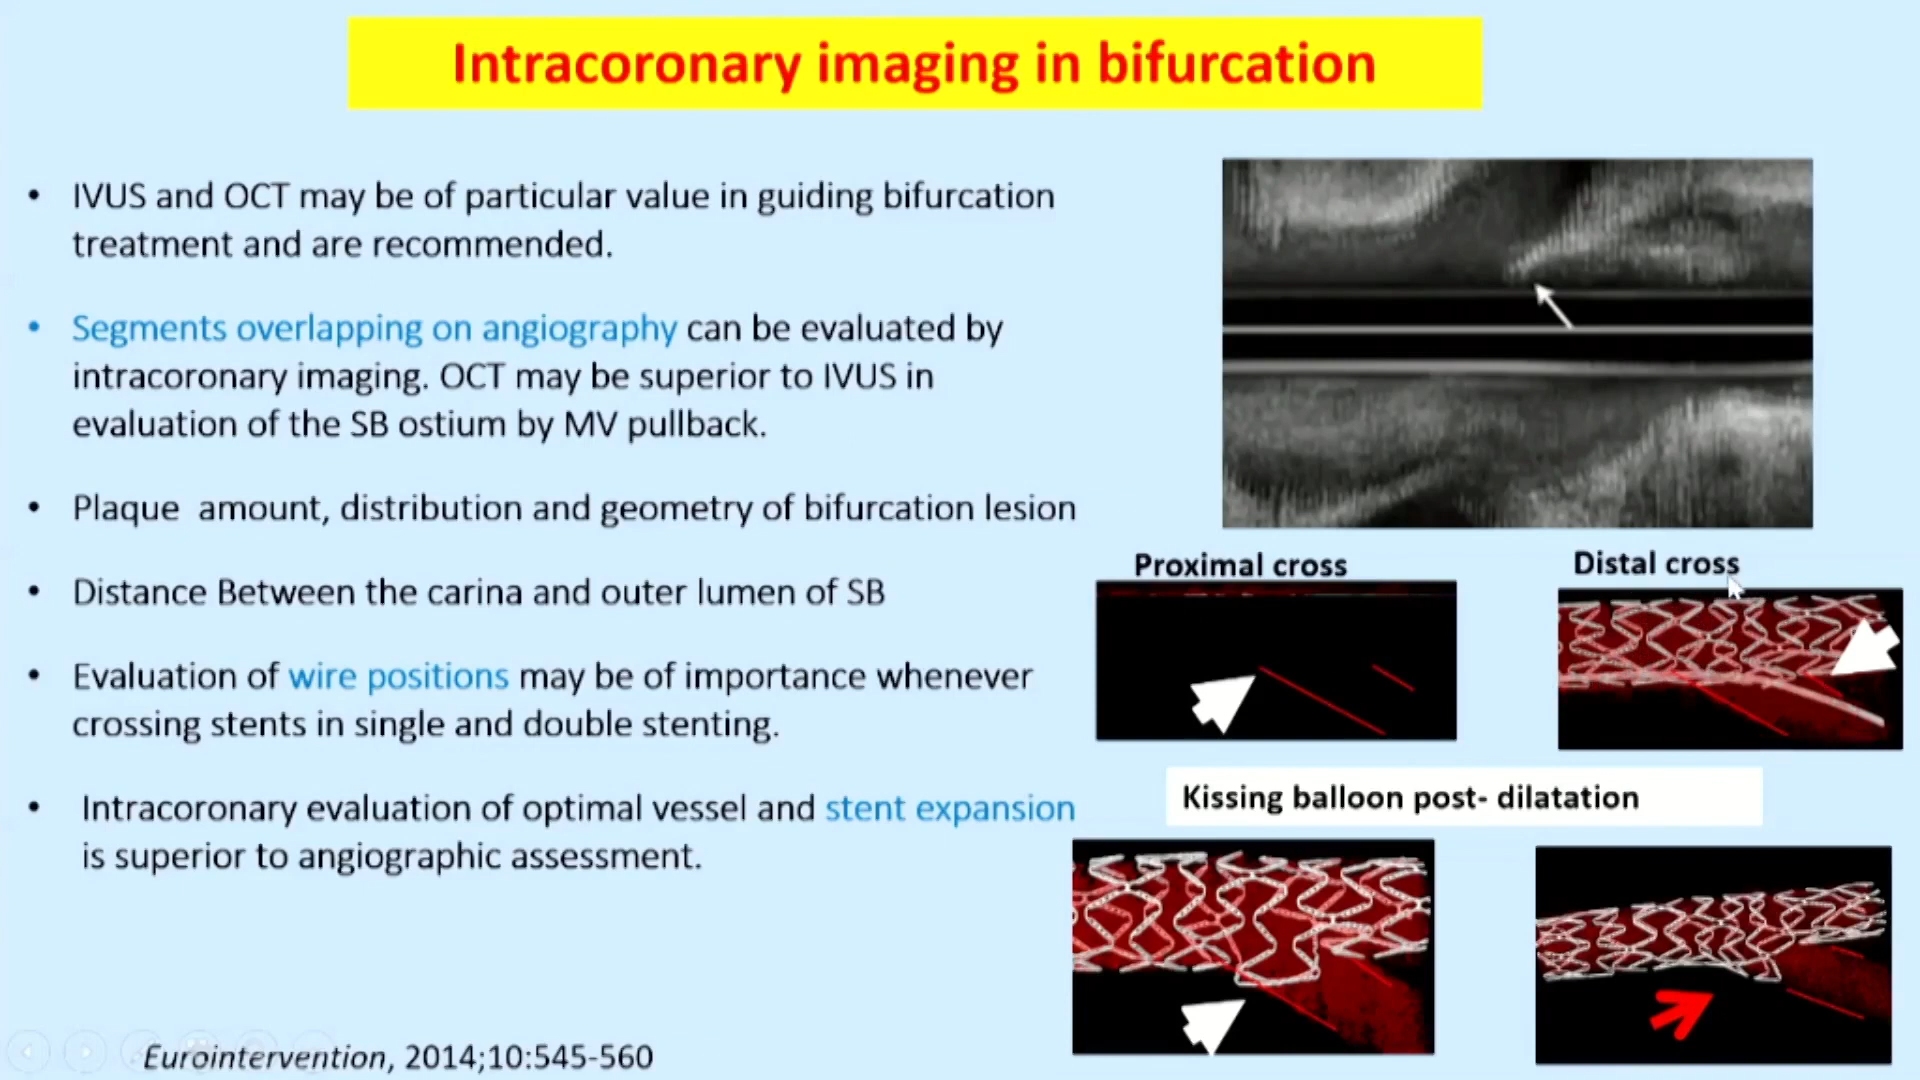 Intracoronary imaging in bifurcation
• IVUS and OCT may be of particular value in guiding bifurcation
treatment and are recommended.
• Segments overlapping on angiography can be evaluated by
intracoronary imaging. OCT may be superior to IVUS in
evaluation of the SB ostium by MV pullback.
• Plaque  amount, distribution and geometry of bifurcation lesion
• Distance Between the carina and outer lumen of SB
• Evaluation of wire positions may be of importance whenever
crossing stents in single and double stenting.
• Intracoronary evaluation of optimal vessel and stent expansion
is superior to angiographic assessment.
Eurointervention, 2014;10:545-560
Proximal cross
Distal cross
Kissing balloon post- dilatation